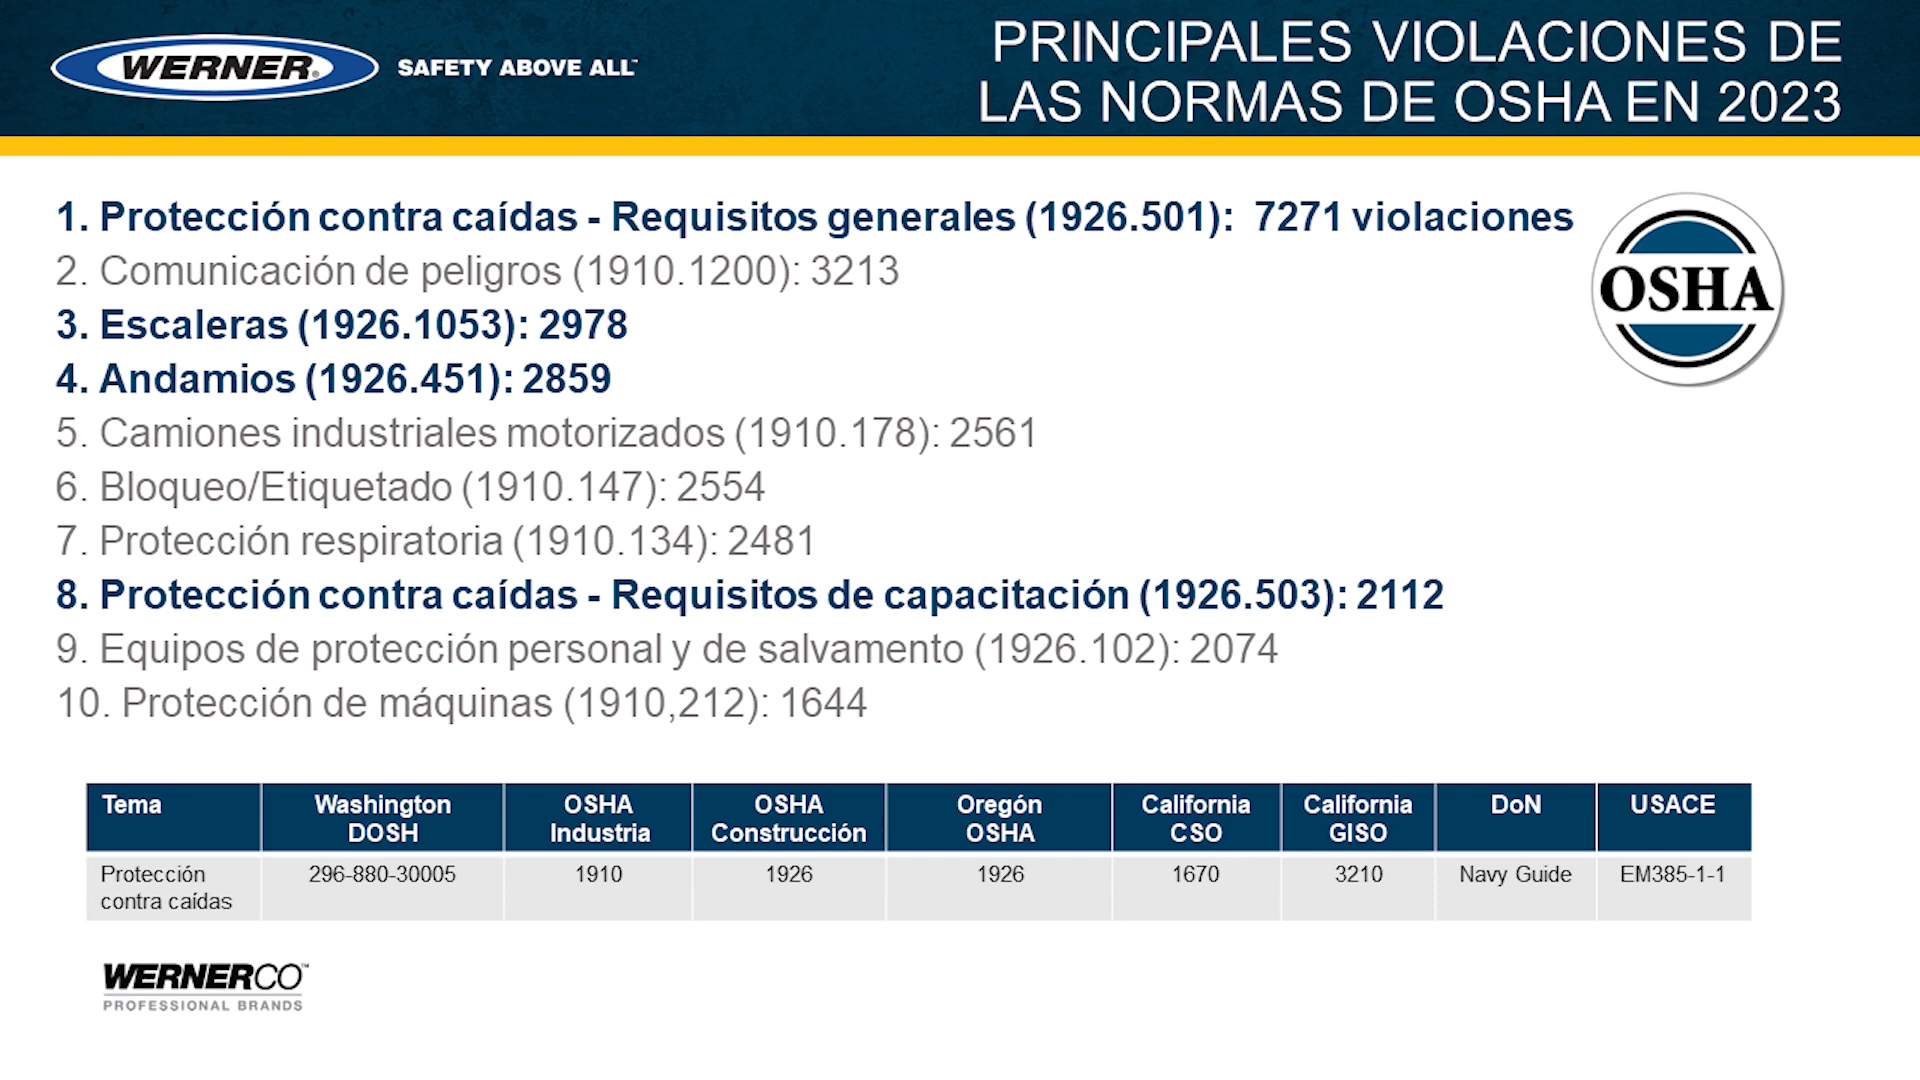 WERNER® SAFETY ABOVE ALL™
PRINCIPALES VIOLACIONES DE
LAS NORMAS DE OSHA EN 2023
1. Protección contra caídas - Requisitos generales (1926.501): 7271 violaciones
2. Comunicación de peligros (1910.1200): 3213
3. Escaleras (1926.1053): 2978
4. Andamios (1926.451): 2859
5. Camiones industriales motorizados (1910.178): 2561
6. Bloqueo/Etiquetado (1910.147): 2554
7. Protección respiratoria (1910.134): 2481
8. Protección contra caídas - Requisitos de capacitación (1926.503): 2112
9. Equipos de protección personal y de salvamento (1926.102): 2074
10. Protección de máquinas (1910,212): 1644
OSHA
Tema Washington OSHA OSHA Oregón California California DoN USACE
DOSH Industria Construcción OSHA CSO GISO
Protección 296-880-30005 1910 1926 1926 1670 3210 Navy Guide EM385-1-1
contra caídas
WERNERCO™
PROFESSIONAL BRANDS